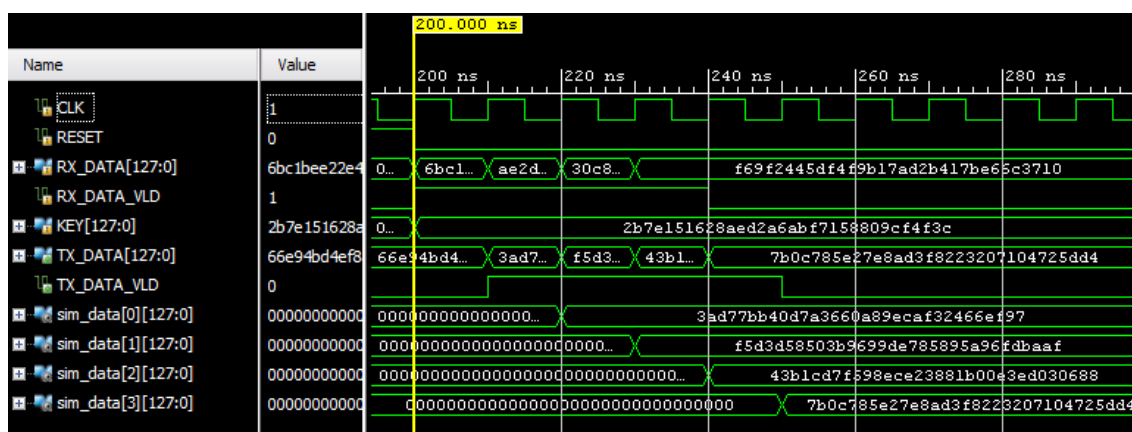 200.000 ns
Name Value 200 ns 220 ns 240 ns 260 ns 280 ns
CLK 1
RESET 0
RX_DATA[127:0] 6bc1bee22e4 0... 6bc1... ae2d... 30c8... f69f2445df4f9b17ad2b417be66c3710
RX_DATA_VLD 1
KEY[127:0] 2b7e151628a 0... 2b7e151628aed2a6abf7158809cf4f3c
TX_DATA[127:0] 66e94bd4ef8 66e94bd4... 3ad7... f5d3... 43b1... 7b0c785e27e8ad3f8223207104725dd4
TX_DATA_VLD 0
sim_data[0][127:0] 00000000000 000000000000000000... 3ad77bb40d7a3660a89ecaf32466ef97
sim_data[1][127:0] 00000000000 00000000000000000000000000... f5d3d58503b9699de785895a96fdbaaf
sim_data[2][127:0] 00000000000 000000000000000000000000000000... 43b1cd7f598ece23881b00e3ed030688
sim_data[3][127:0] 00000000000 00000000000000000000000000000000 7b0c785e27e8ad3f8223207104725dd4